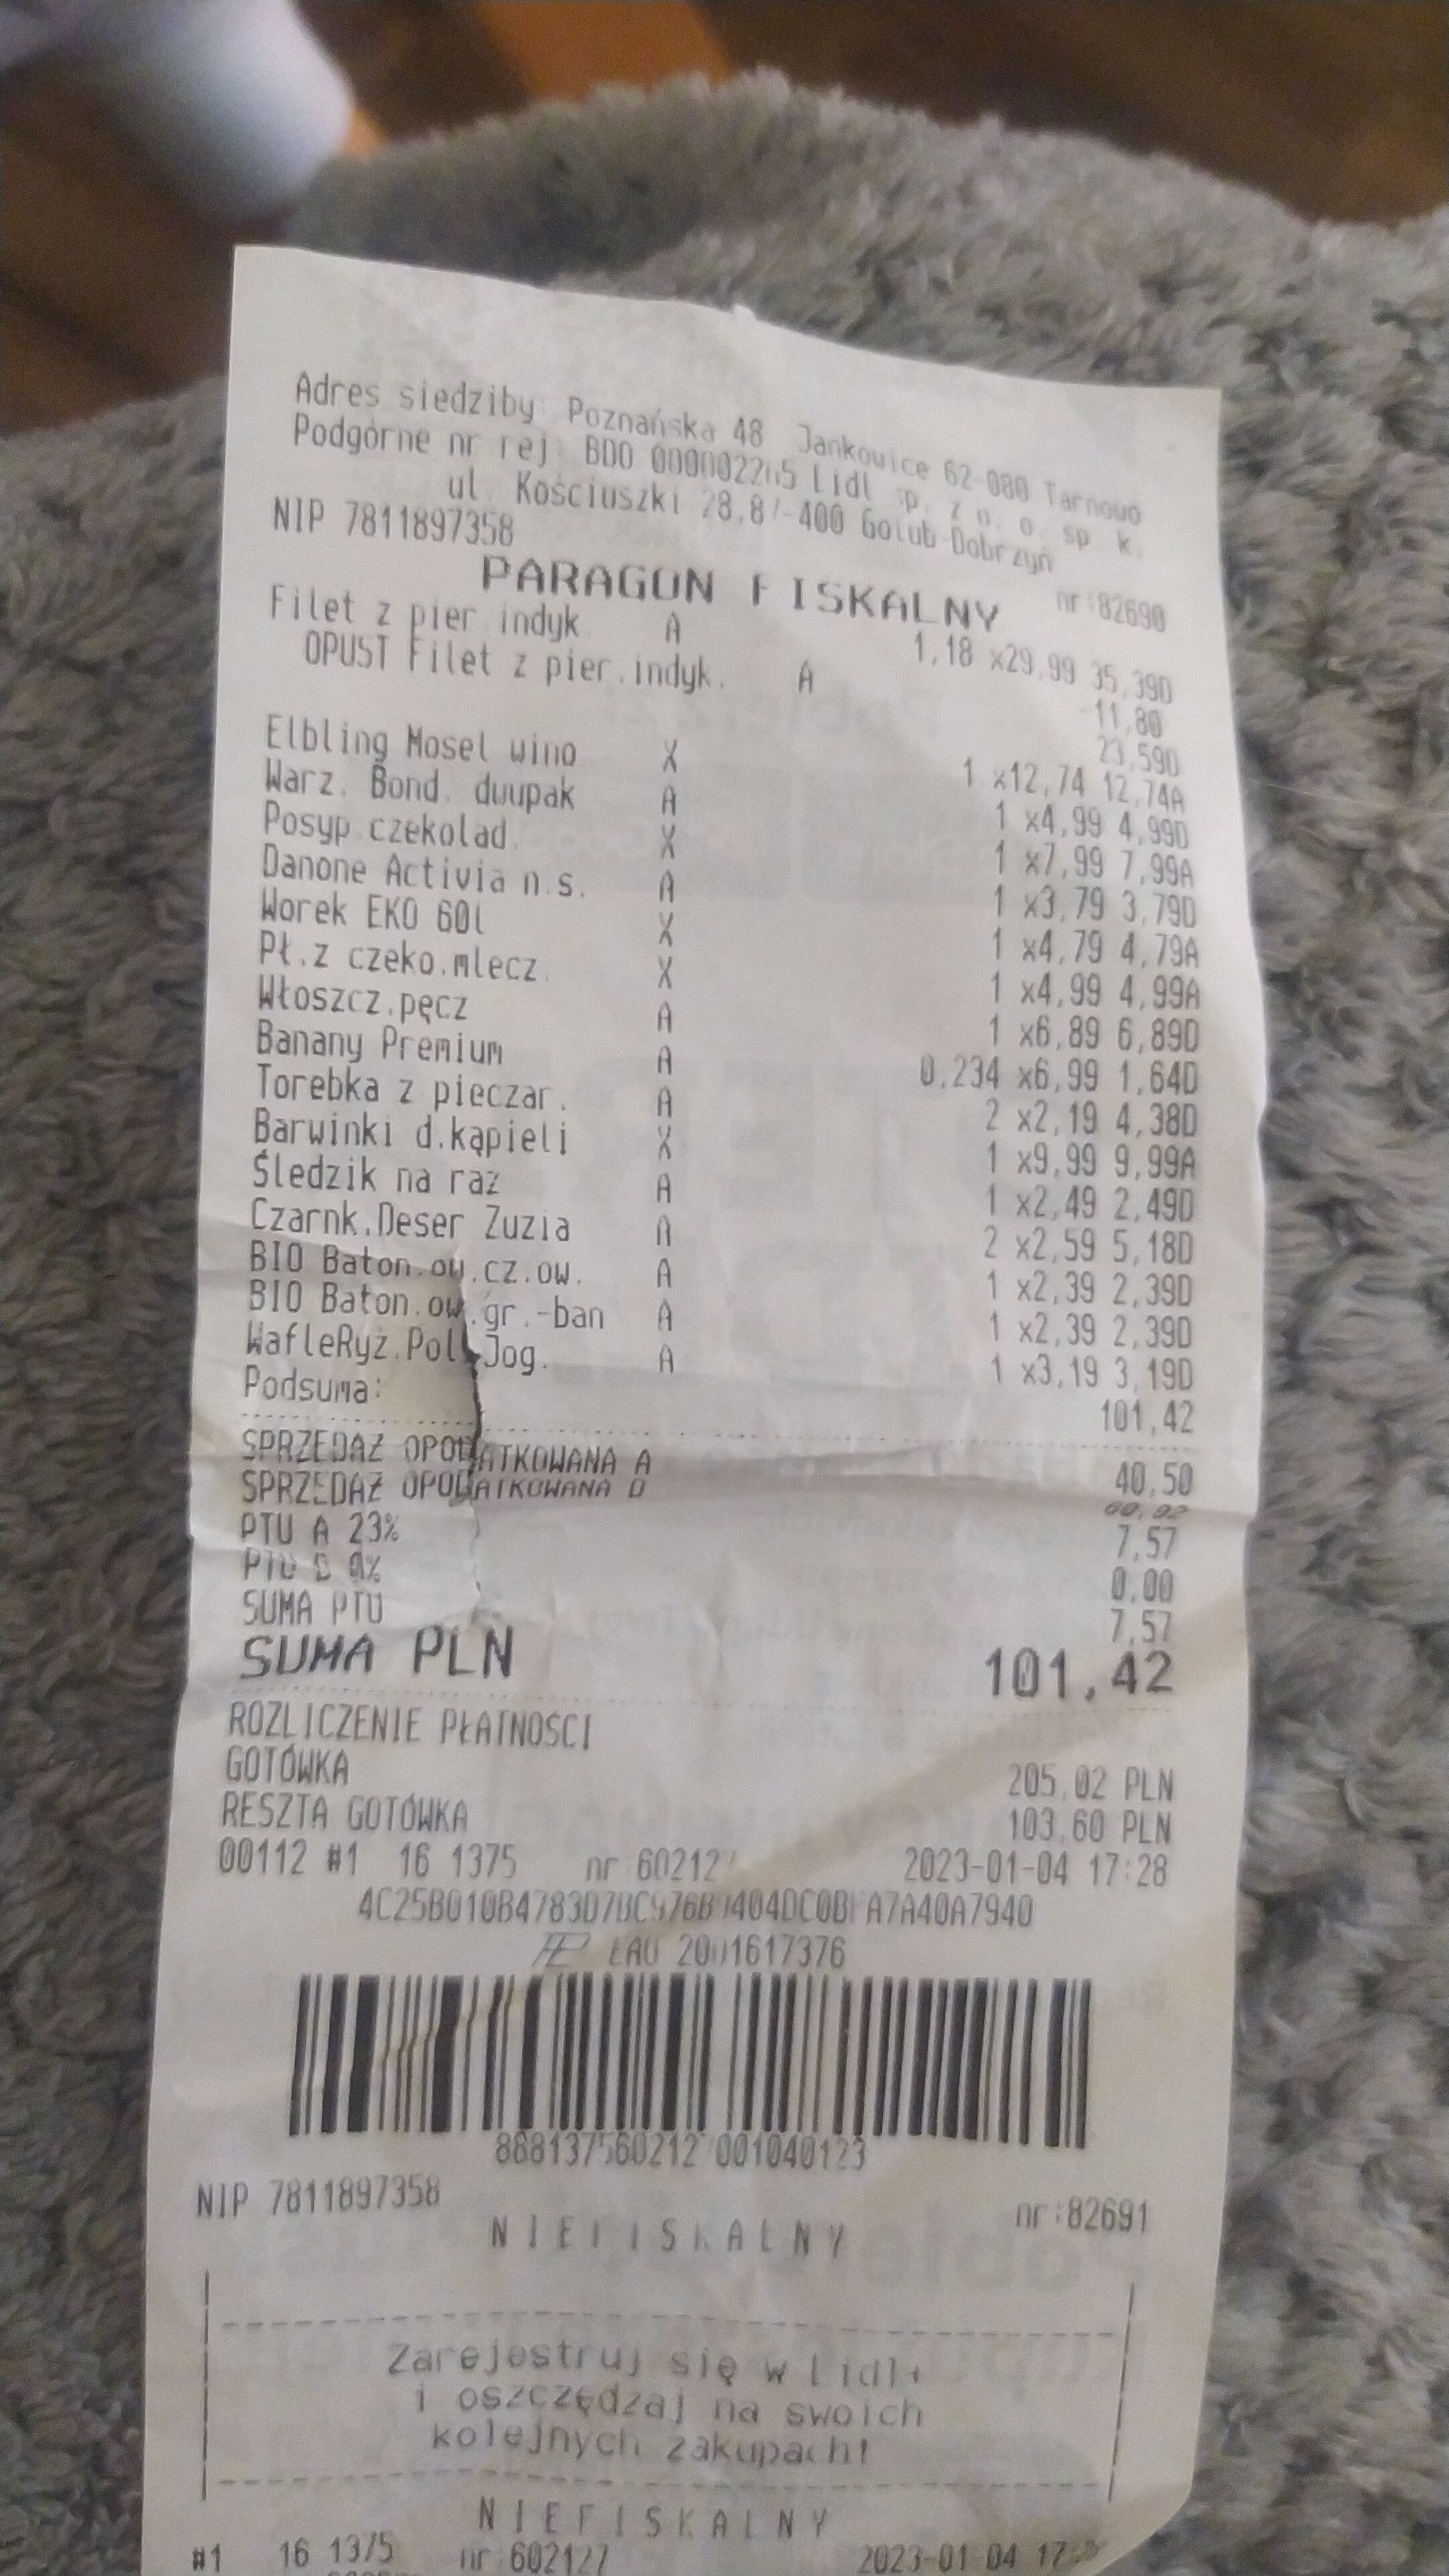 Adres siedziby: Poznańska 48 Jankowice 62-080 Tarnowo
Podgórne nr rej. BDO 000002265 Lidl sp. z o. o. sp. k.
ul. Kościuszki 28,87-400 Golub-Dobrzyń
NIP 7811897358 nr:82690
PARAGON FISKALNY
Filet z pier.indyk. A 1,18 x29,99 35,39D
OPUST Filet z pier.indyk. A -11,80
23,59D
Elbling Mosel wino X 1 x12,74 12,74A
Warz. Bond. duupak A 1 x4,99 4,99D
Posyp.czekolad. X 1 x7,99 7,99A
Danone Activia n.s. A 1 x3,79 3,79D
Worek EKO 60l X 1 x4,79 4,79A
Pł.z czeko.mlecz. X 1 x4,99 4,99A
Włoszcz.pęcz A 1 x6,89 6,89D
Banany Premium A 0,234 x6,99 1,64D
Torebka z pieczar. A 2 x2,19 4,38D
Barwinki d.kąpieli X 1 x9,99 9,99A
Śledzik na raz A 1 x2,49 2,49D
Czarnk.Deser Zuzia A 2 x2,59 5,18D
BIO Baton.ow.cz.ow. A 1 x2,39 2,39D
BIO Baton.ow.gr.-ban A 1 x2,39 2,39D
WafleRyż.Pol.Jog. A 1 x3,19 3,19D
Podsuma: 101,42
SPRZEDAŻ OPODATKOWANA A 40,50
SPRZEDAŻ OPODATKOWANA D 60,92
PTU A 23% 7,57
PTU D 0% 0,00
SUMA PTU 7,57
SUMA PLN 101,42
ROZLICZENIE PŁATNOŚCI
GOTÓWKA 205,02 PLN
RESZTA GOTÓWKA 103,60 PLN
00112 #1 16 1375 nr:602127 2023-01-04 17:28
EAU 2001617376
NIP 7811897358 nr:82691
NIEFISKALNY
Zarejestruj się w Lidl+
i oszczędzaj na swoich
kolejnych zakupach!
NIEFISKALNY
#1 16 1375 nr:602127 2023-01-04